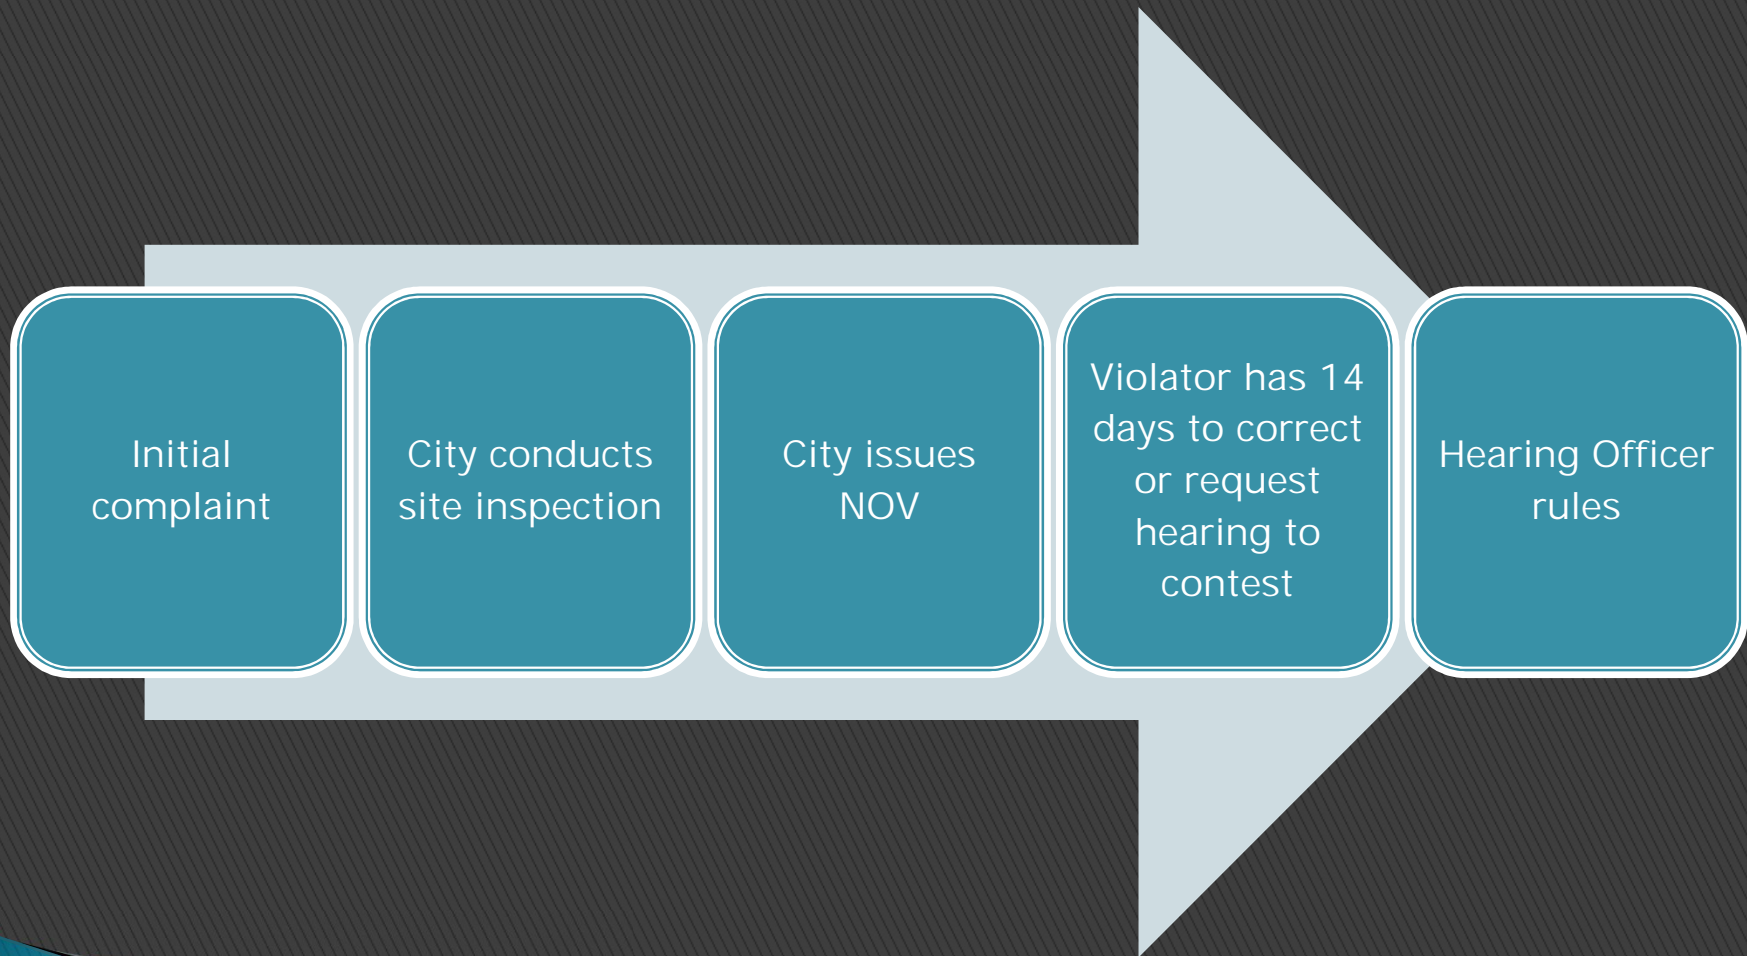 Initial
complaint
City conducts
site inspection
City issues
NOV
Violator has 14
days to correct
or request
hearing to
contest
Hearing Officer
rules